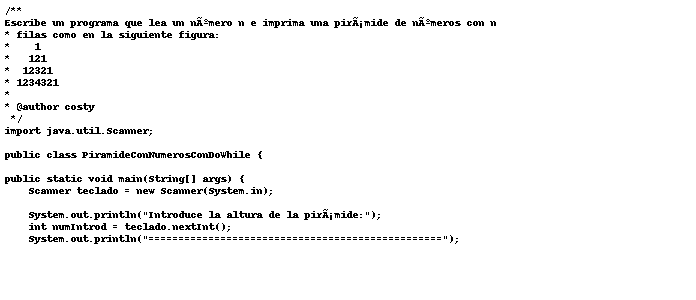 /**
Escribe un programa que lea un nÃºmero n e imprima una pirÃ¡mide de nÃºmeros con n
* filas como en la siguiente figura:
*    1
*   121
*  12321
* 1234321
*
* @author costy
 */
import java.util.Scanner;

public class PiramideConNumerosConDoWhile {

public static void main(String[] args) {
    Scanner teclado = new Scanner(System.in);

    System.out.println("Introduce la altura de la pirÃ¡mide:");
    int numIntrod = teclado.nextInt();
    System.out.println("=================================================");